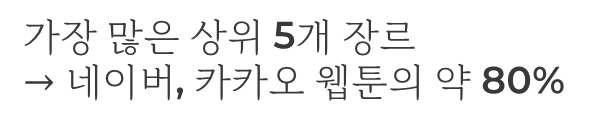 가장 많은 상위 5개 장르
→ 네이버, 카카오 웹툰의 약 80%